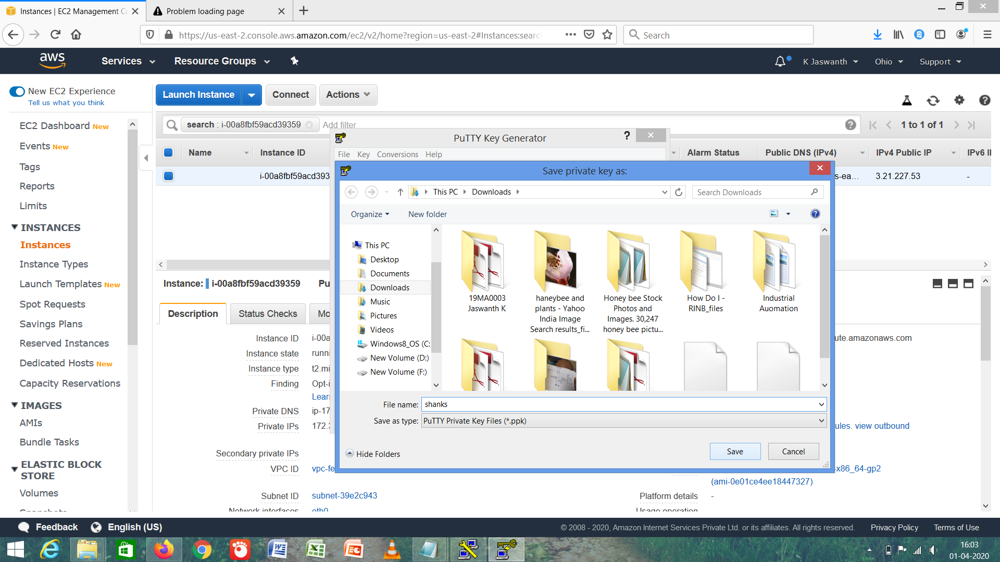 Instances | EC2 Management Co
Problem loading page
https://us-east-2.console.aws.amazon.com/ec2/v2/home?region=us-east-2#Instances:searc
Search
aws
Services
Resource Groups
K Jaswanth
Ohio
Support
New EC2 Experience
Tell us what you think
Launch Instance
Connect
Actions
search : i-00a8fbf59acd39359
Add filter
1 to 1 of 1
Name
Instance ID
Alarm Status
Public DNS (IPv4)
IPv4 Public IP
IPv6 I
i-00a8fbf59acd393
s-ea...
3.21.227.53
-
EC2 Dashboard New
Events New
Tags
Reports
Limits
INSTANCES
Instances
Instance Types
Launch Templates New
Spot Requests
Savings Plans
Reserved Instances
Dedicated Hosts New
Capacity Reservations
IMAGES
AMIs
Bundle Tasks
ELASTIC BLOCK
STORE
Volumes
Snapshots
PuTTY Key Generator
?
File Key Conversions Help
Save private key as:
This PC
Downloads
Search Downloads
Organize
New folder
This PC
Desktop
Documents
Downloads
Music
Pictures
Videos
Windows8_OS (C:
New Volume (D:)
New Volume (F:)
19MA0003
Jaswanth K
haneybee and
plants - Yahoo
India Image
Search results_fi...
Honey bee Stock
Photos and
Images. 30,247
honey bee pictu...
How Do I -
RINB_files
Industrial
Auomation
File name: shanks
Save as type: PuTTY Private Key Files (*.ppk)
Hide Folders
Save
Cancel
Instance: i-00a8fbf59acd39359 Pu
Description
Status Checks
Mo
Instance ID i-00a
Instance state runni
Instance type t2.mi
Finding Opt-i
Lear
Private DNS ip-17
Private IPs 172.3
Secondary private IPs
VPC ID vpc-fe
Subnet ID subnet-39e2c943
Network interfaces eth0
ute.amazonaws.com
ules. view outbound
-x86_64-gp2
(ami-0e01ce4ee18447327)
Platform details -
Usage operation
Feedback
English (US)
© 2008 - 2020, Amazon Internet Services Private Ltd. or its affiliates. All rights reserved.
Privacy Policy
Terms of Use
16:03
01-04-2020